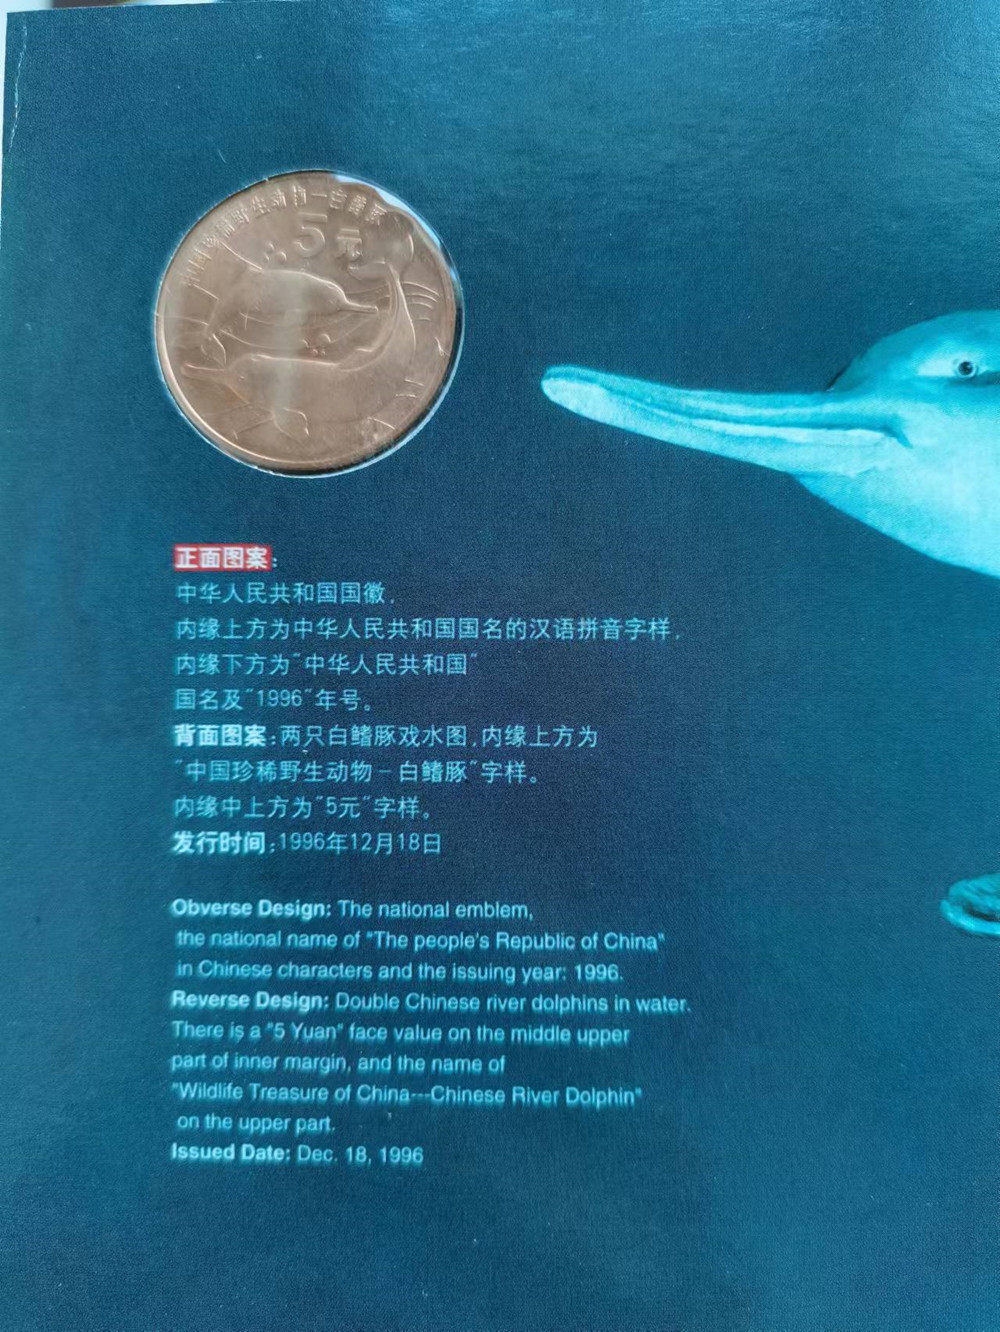 中国珍稀野生动物—白鳍豚
5元
正面图案:
中华人民共和国国徽,
内缘上方为中华人民共和国国名的汉语拼音字样,
内缘下方为"中华人民共和国"
国名及"1996"年号。
背面图案:两只白鳍豚戏水图,内缘上方为
"中国珍稀野生动物-白鳍豚"字样。
内缘中上方为"5元"字样。
发行时间:1996年12月18日
Obverse Design: The national emblem,
the national name of "The people's Republic of China"
in Chinese characters and the issuing year: 1996.
Reverse Design: Double Chinese river dolphins in water.
There is a "5 Yuan" face value on the middle upper
part of inner margin, and the name of
"Wildlife Treasure of China---Chinese River Dolphin"
on the upper part.
Issued Date: Dec. 18, 1996